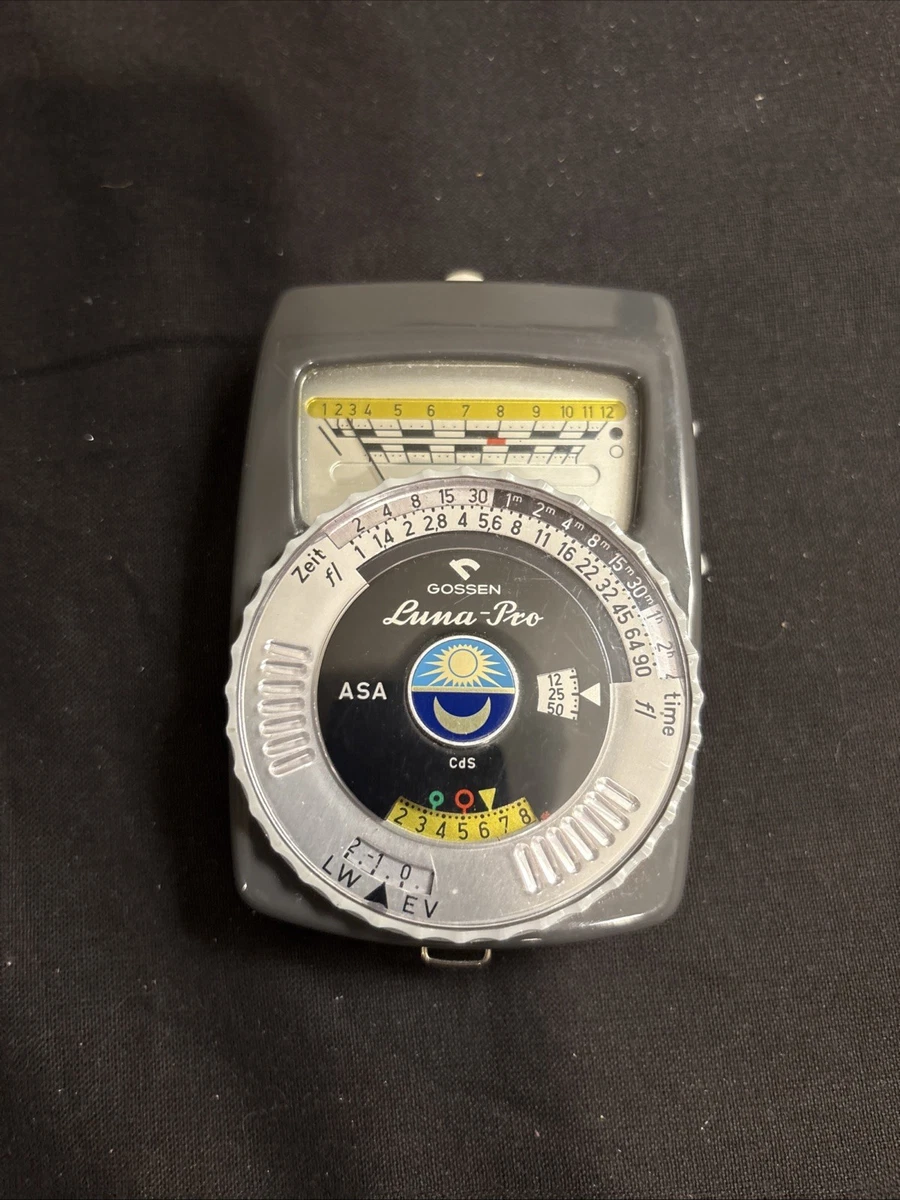 1 2 3 4 5 6 7 8 9 10 11 12
Zeit 2 4 8 15 30 1m 2m 4m 8m 15m 30m 1h 2h time
f/ 1 1,4 2 2,8 4 5,6 8 11 16 22 32 45 64 90 f/
GOSSEN
Luna-Pro
ASA
12
25
50
CdS
2 3 4 5 6 7 8
2 -1 0
LW EV